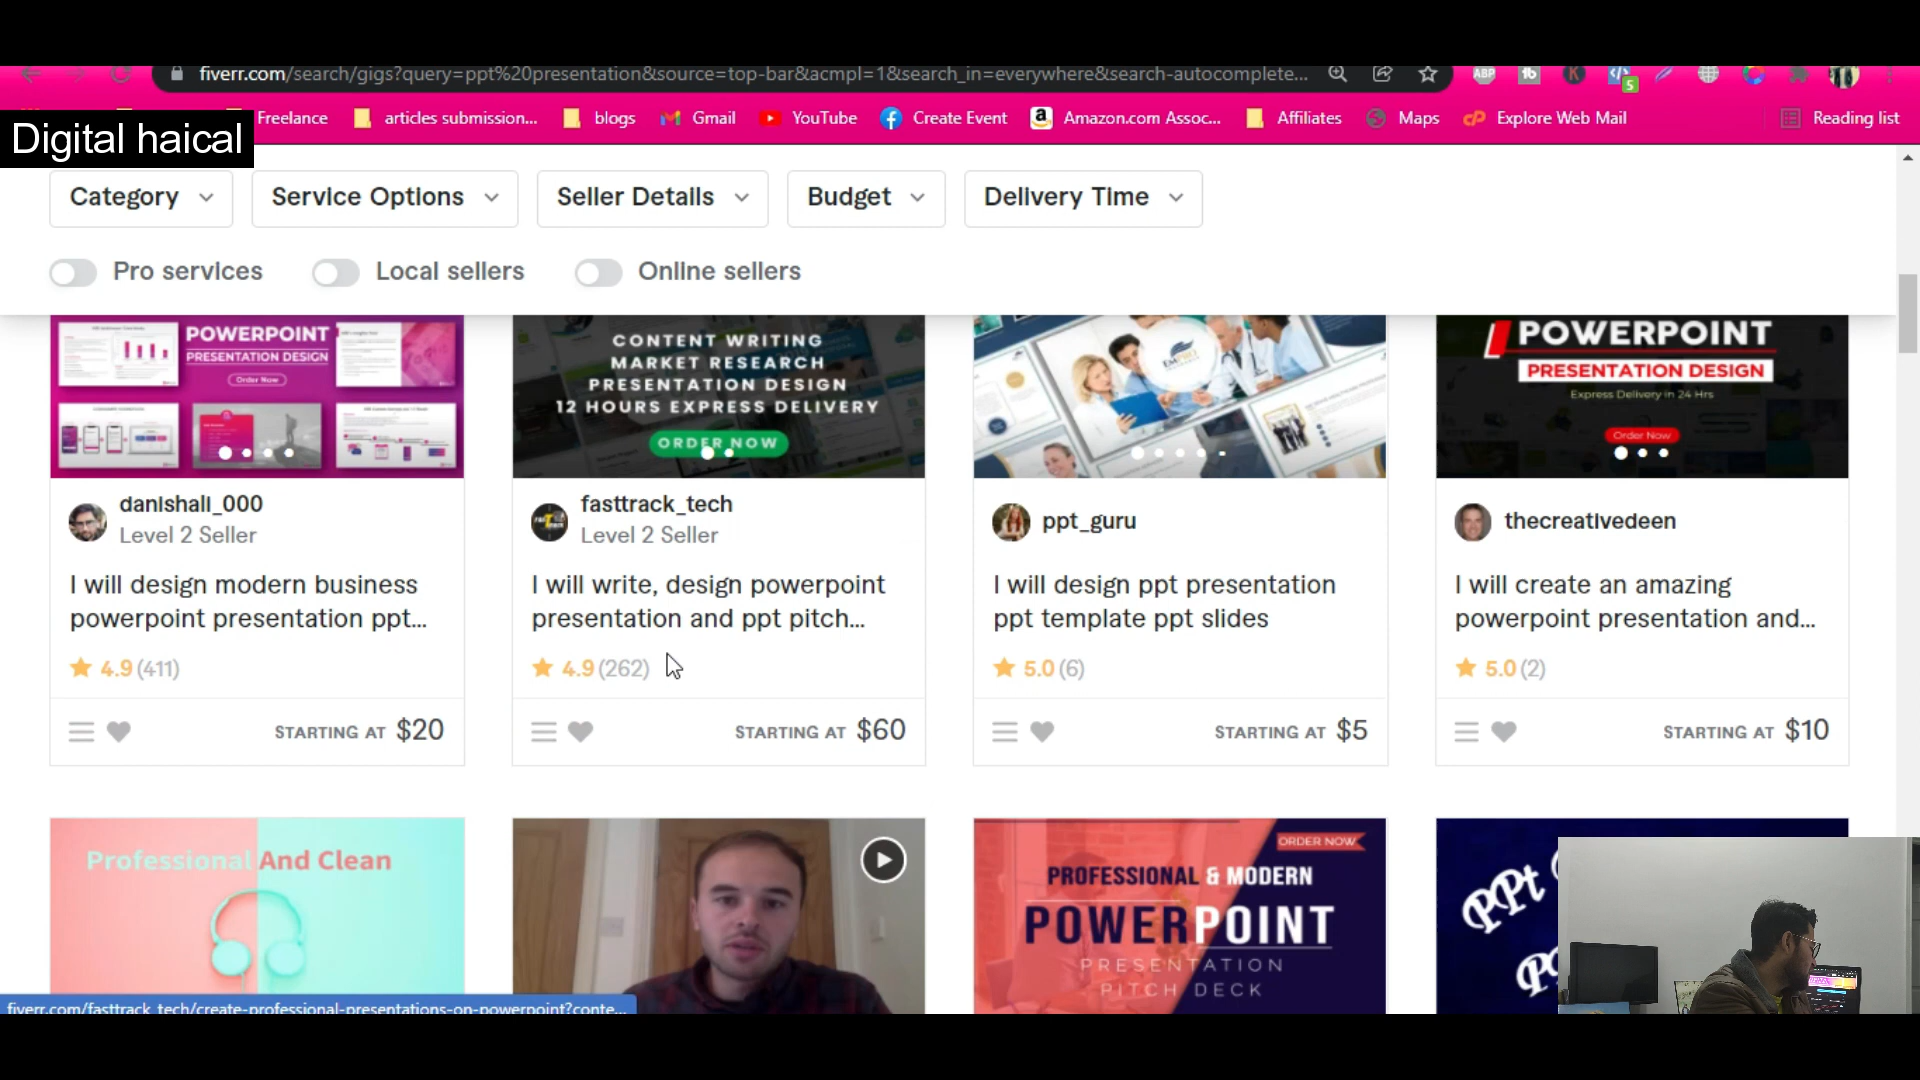 fiverr.com/search/gigs?query=ppt%20presentation&source=top-bar&acmpl=1&search_in=everywhere&search-autocomplete...
Freelance
articles submission...
blogs
Gmail
YouTube
Create Event
Amazon.com Assoc...
Affiliates
Maps
Explore Web Mail
Reading list
Digital haical
Category
Service Options
Seller Details
Budget
Delivery Time
Pro services
Local sellers
Online sellers
POWERPOINT
PRESENTATION DESIGN
Order Now
CONTENT WRITING
MARKET RESEARCH
PRESENTATION DESIGN
12 HOURS EXPRESS DELIVERY
ORDER NOW
POWERPOINT
PRESENTATION DESIGN
Express Delivery in 24 Hrs
Order Now
danishali_000
Level 2 Seller
I will design modern business
powerpoint presentation ppt...
4.9 (411)
STARTING AT $20
fasttrack_tech
Level 2 Seller
I will write, design powerpoint
presentation and ppt pitch...
4.9 (262)
STARTING AT $60
ppt_guru
I will design ppt presentation
ppt template ppt slides
5.0 (6)
STARTING AT $5
thecreativedeen
I will create an amazing
powerpoint presentation and...
5.0 (2)
STARTING AT $10
Professional And Clean
ORDER NOW
PROFESSIONAL & MODERN
POWERPOINT
PRESENTATION
PITCH DECK
PPt
fiverr.com/fasttrack_tech/create-professional-presentations-on-powerpoint?conte...